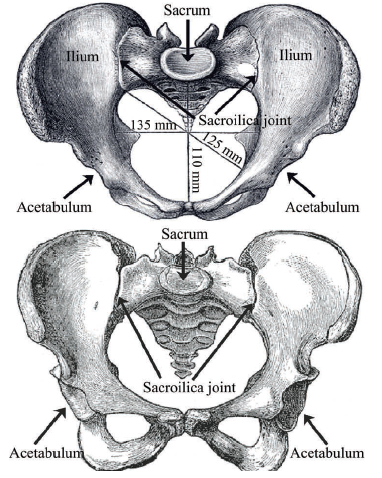 Sacrum
Ilium
Ilium
Sacroilica joint
135 mm
125 mm
110 mm
Acetabulum
Acetabulum
Sacrum
Sacroilica joint
Acetabulum
Acetabulum